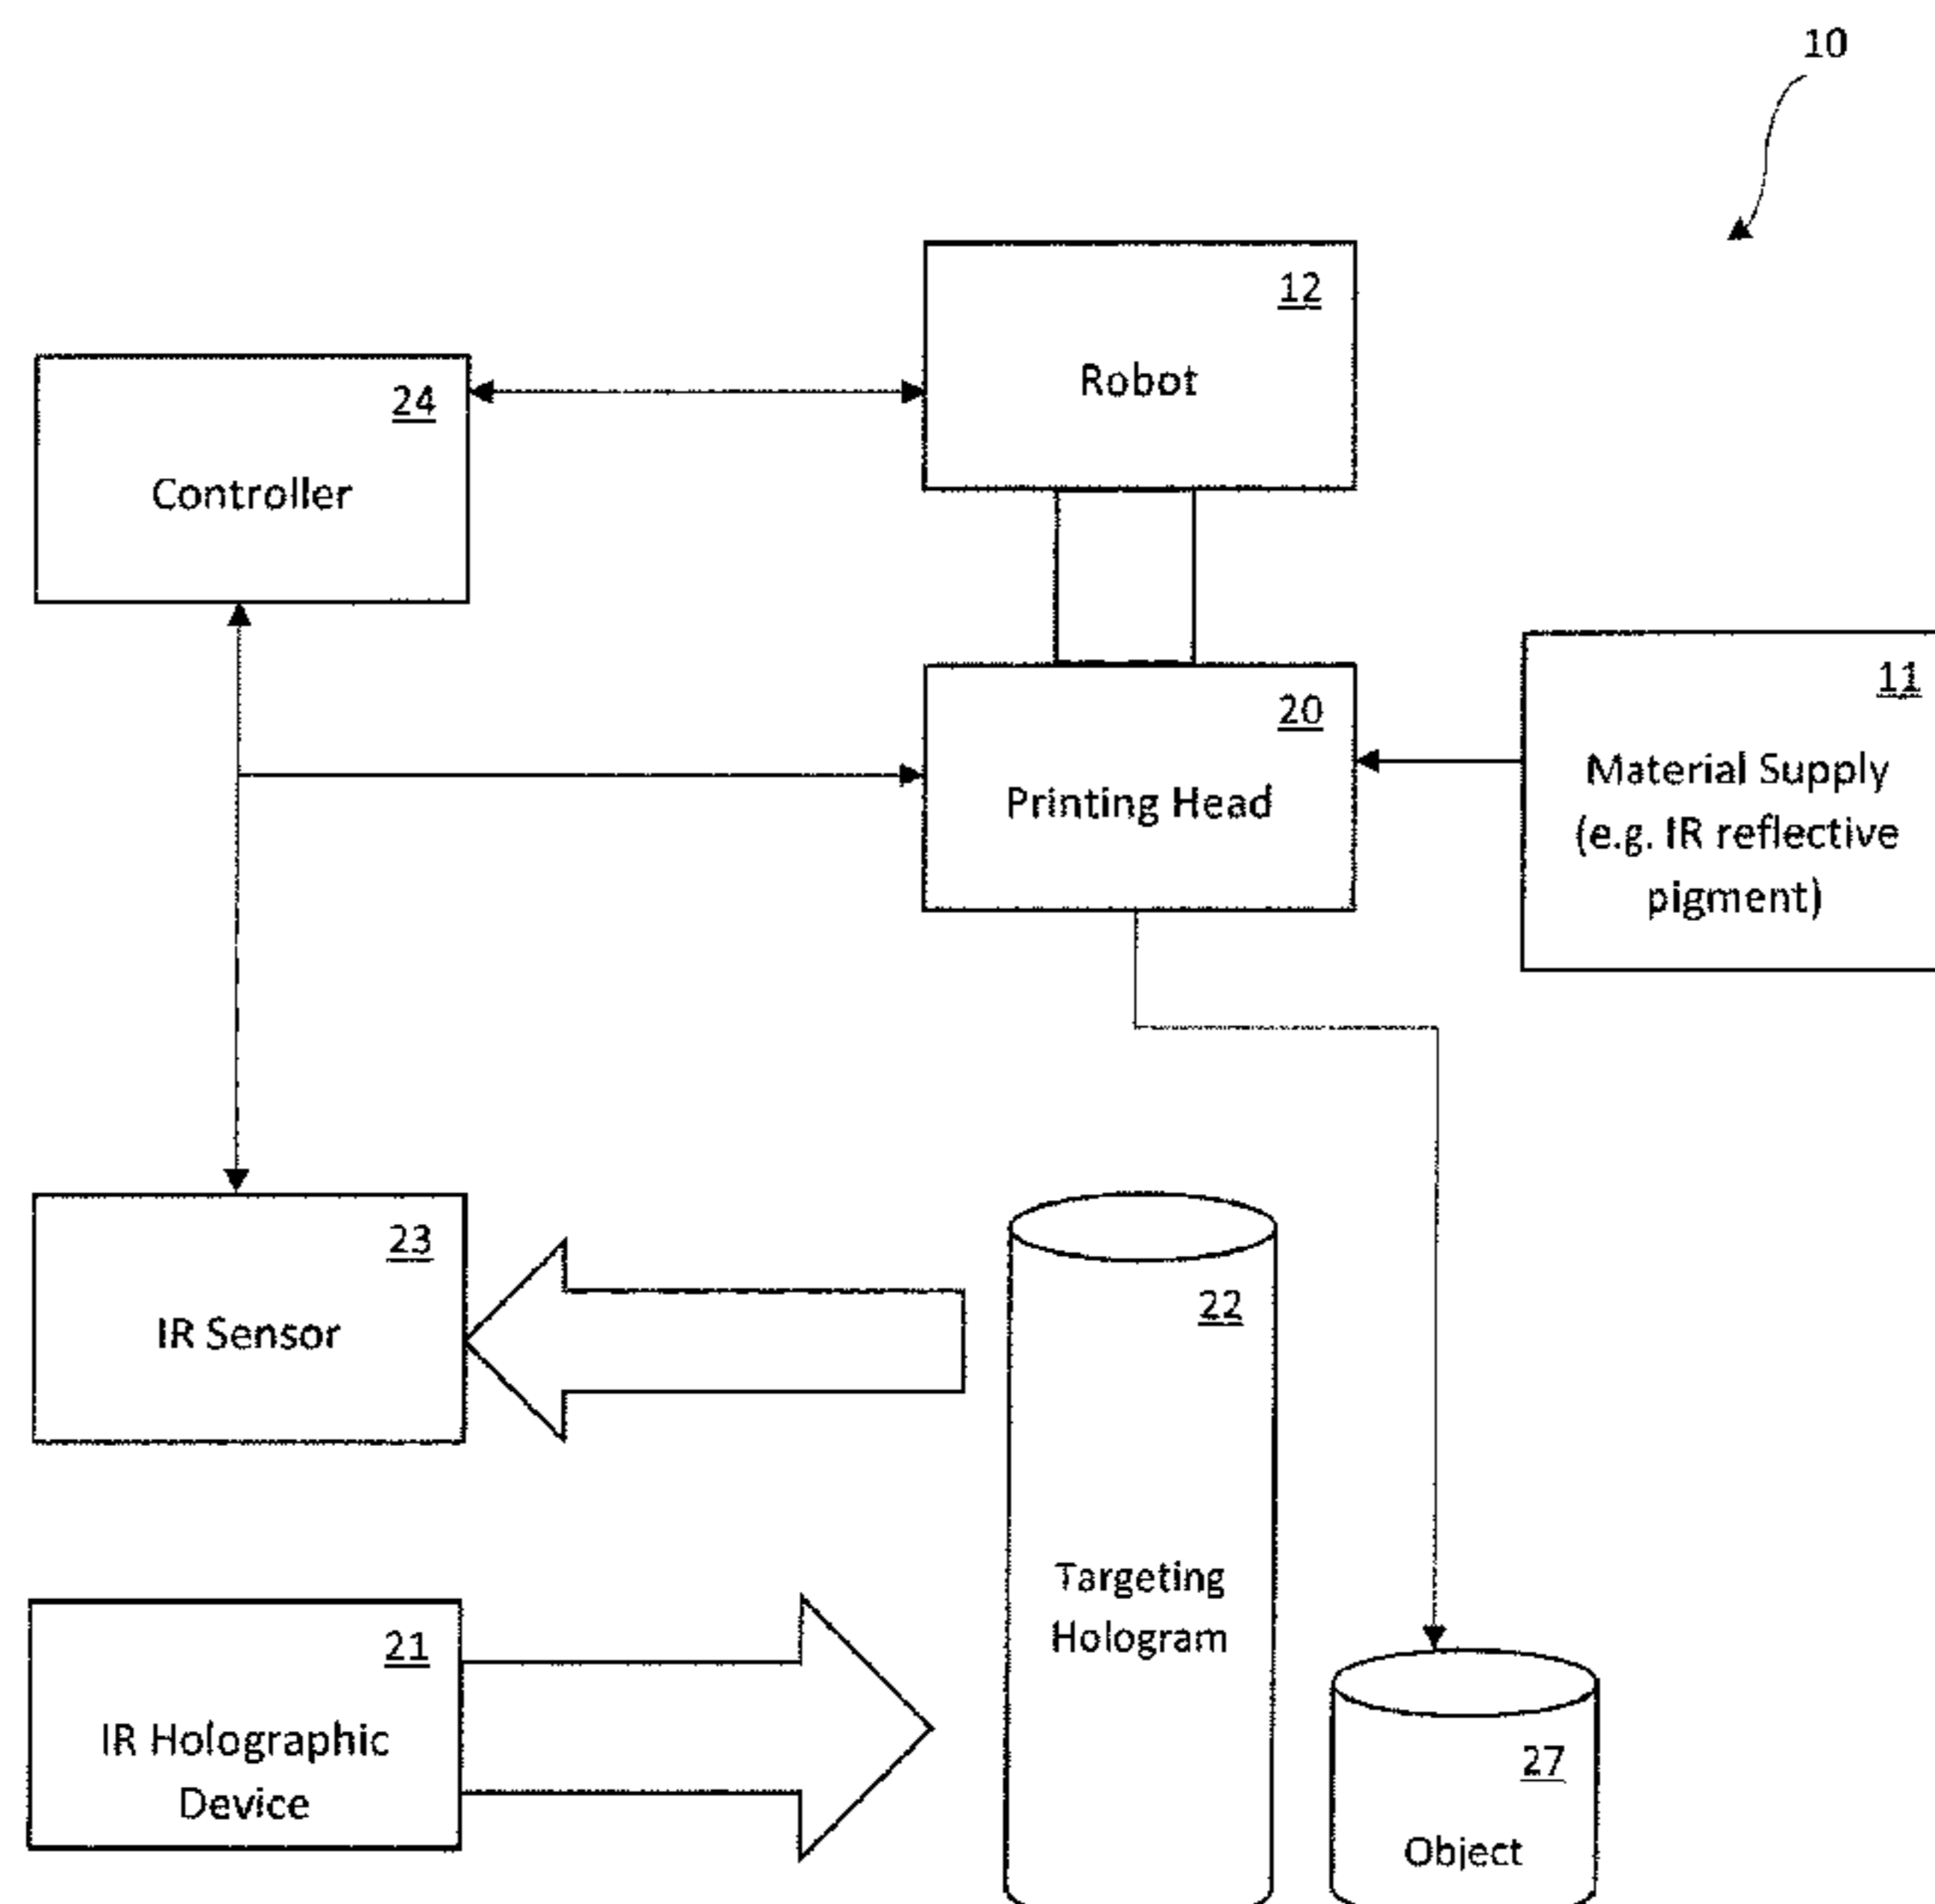 10
12
Robot
24
Controller
20
Printing Head
11
Material Supply
(e.g. IR reflective
pigment)
23
IR Sensor
22
Targeting
Hologram
21
IR Holographic
Device
27
Object